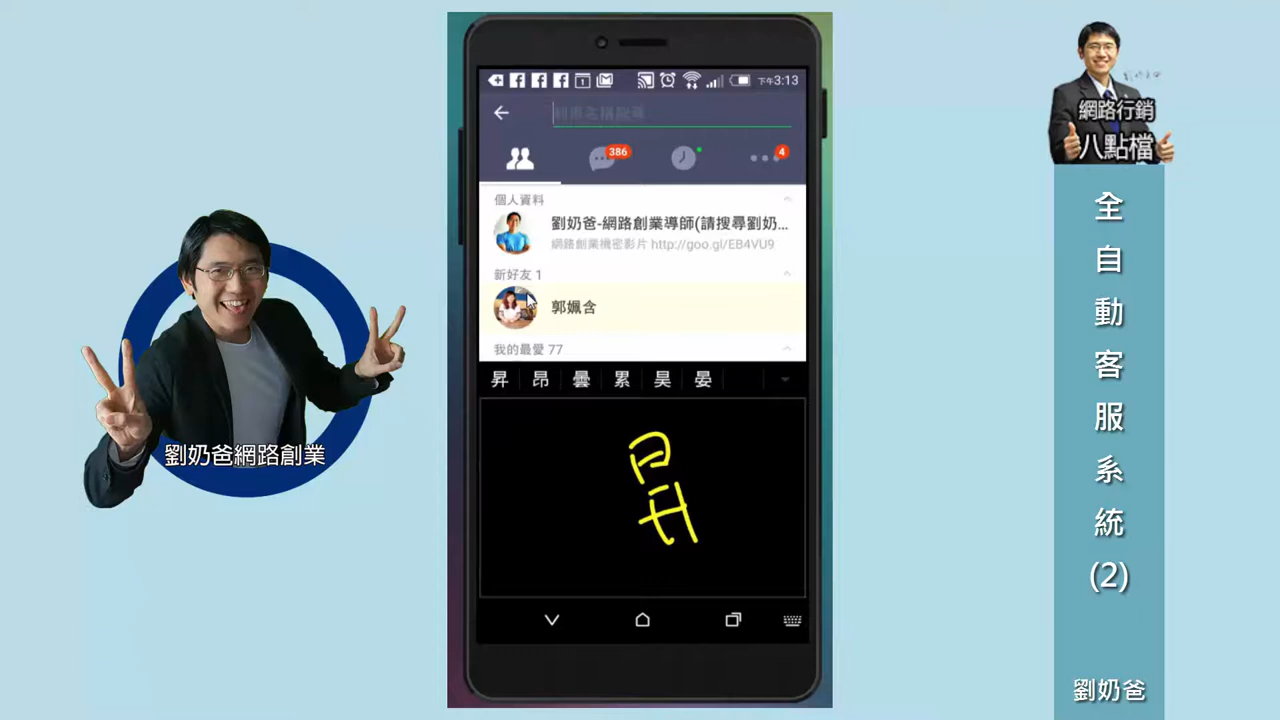 劉奶爸網路創業
下午3:13
386
4
個人資料
劉奶爸-網路創業導師(請搜尋劉奶...
網路創業機密影片 http://goo.gl/EB4VU9
新好友 1
郭姵含
我的最愛 77
昇 昂 曇 累 昊 晏
昇
網路行銷
八點檔
全自動客服系統(2)
劉奶爸